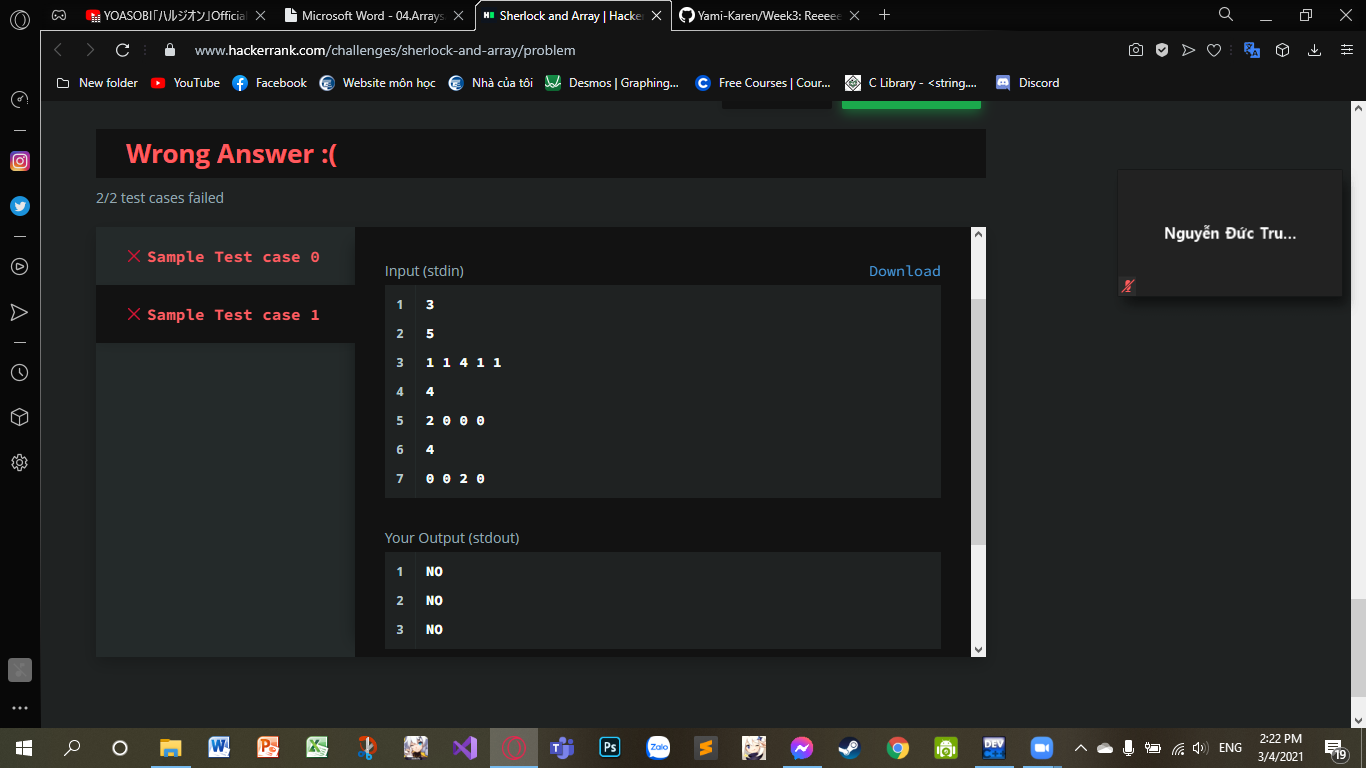 YOASOBI「ハルジオン」Official
Microsoft Word - 04.Arrays.
Sherlock and Array | Hacke
Yami-Karen/Week3: Reeeee
www.hackerrank.com/challenges/sherlock-and-array/problem
New folder
YouTube
Facebook
Website môn học
Nhà của tôi
Desmos | Graphing...
Free Courses | Cour...
C Library - <string....
Discord
Wrong Answer :(
2/2 test cases failed
Sample Test case 0
Sample Test case 1
Input (stdin)
Download
1 3
2 5
3 1 1 4 1 1
4 4
5 2 0 0 0
6 4
7 0 0 2 0
Your Output (stdout)
1 NO
2 NO
3 NO
Nguyễn Đức Tru...
Zalo
DEV
ENG
2:22 PM
3/4/2021
19